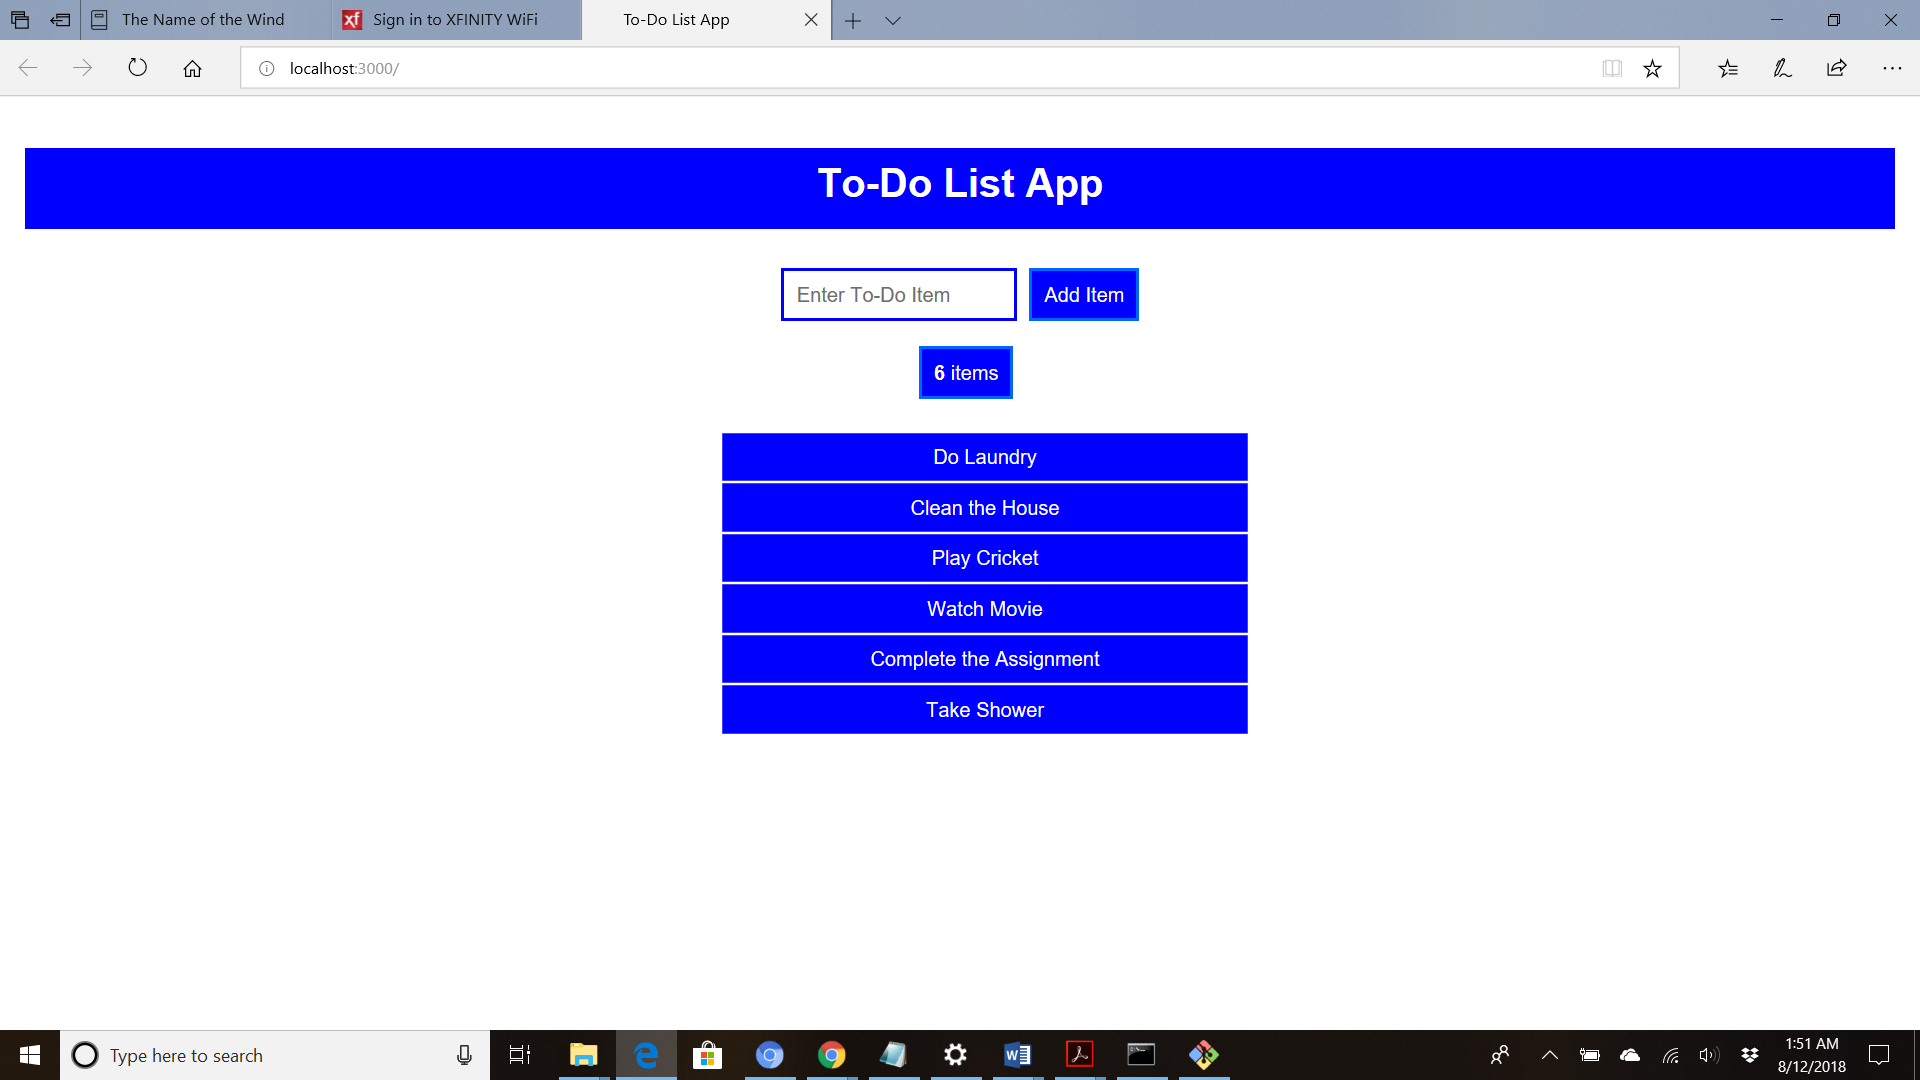 The Name of the Wind
xf Sign in to XFINITY WiFi
To-Do List App
localhost:3000/
To-Do List App
Enter To-Do Item
Add Item
6 items
Do Laundry
Clean the House
Play Cricket
Watch Movie
Complete the Assignment
Take Shower
Type here to search
1:51 AM
8/12/2018